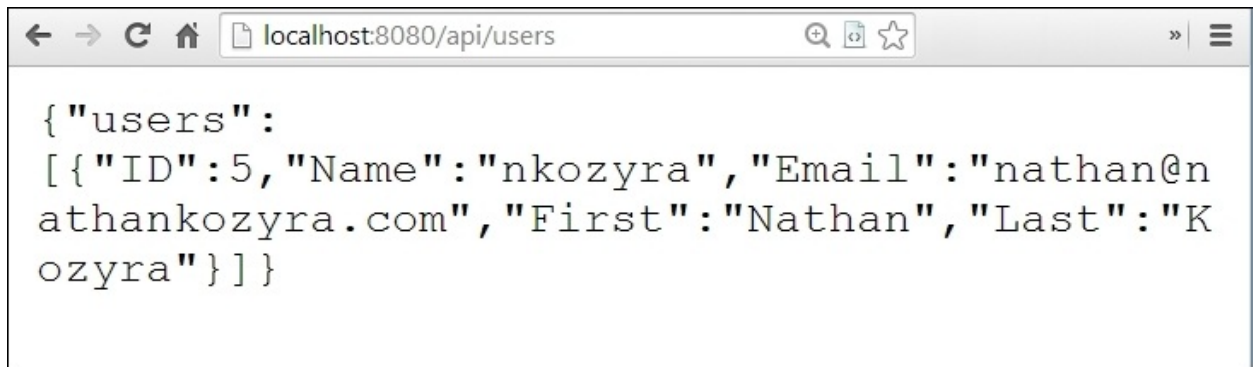 localhost:8080/api/users
{"users":
[{"ID":5,"Name":"nkozyra","Email":"nathan@n
athankozyra.com","First":"Nathan","Last":"K
ozyra"}]}